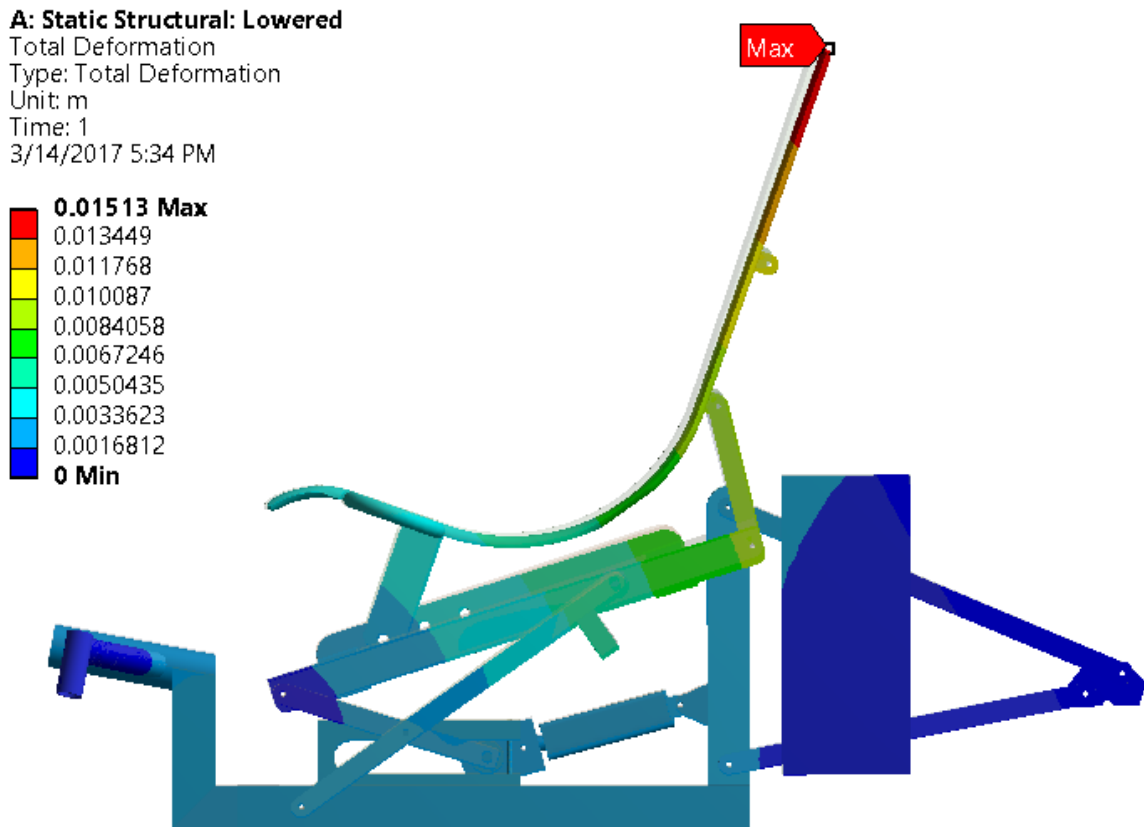 A: Static Structural: Lowered
Total Deformation
Type: Total Deformation
Unit: m
Time: 1
3/14/2017 5:34 PM
Max
0.01513 Max
0.013449
0.011768
0.010087
0.0084058
0.0067246
0.0050435
0.0033623
0.0016812
0 Min